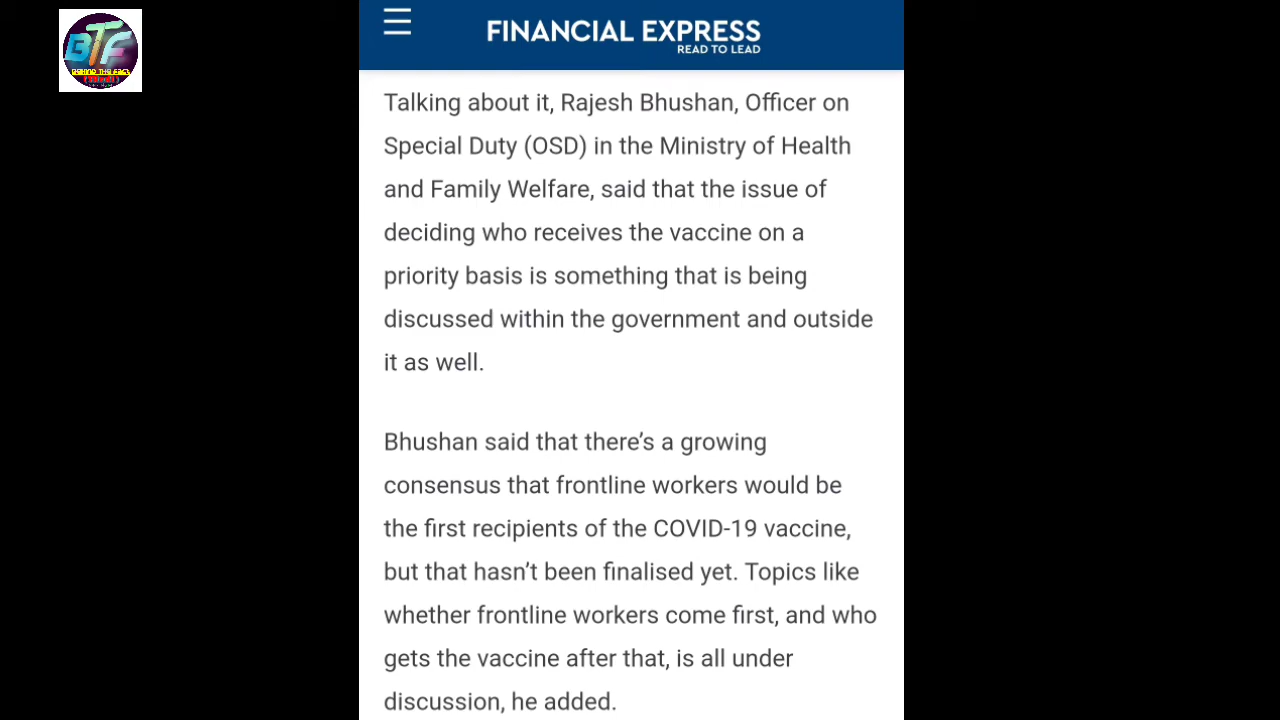 BTF
BEHIND THE FACT
FINANCIAL EXPRESS
READ TO LEAD
Talking about it, Rajesh Bhushan, Officer on
Special Duty (OSD) in the Ministry of Health
and Family Welfare, said that the issue of
deciding who receives the vaccine on a
priority basis is something that is being
discussed within the government and outside
it as well.
Bhushan said that there’s a growing
consensus that frontline workers would be
the first recipients of the COVID-19 vaccine,
but that hasn’t been finalised yet. Topics like
whether frontline workers come first, and who
gets the vaccine after that, is all under
discussion, he added.